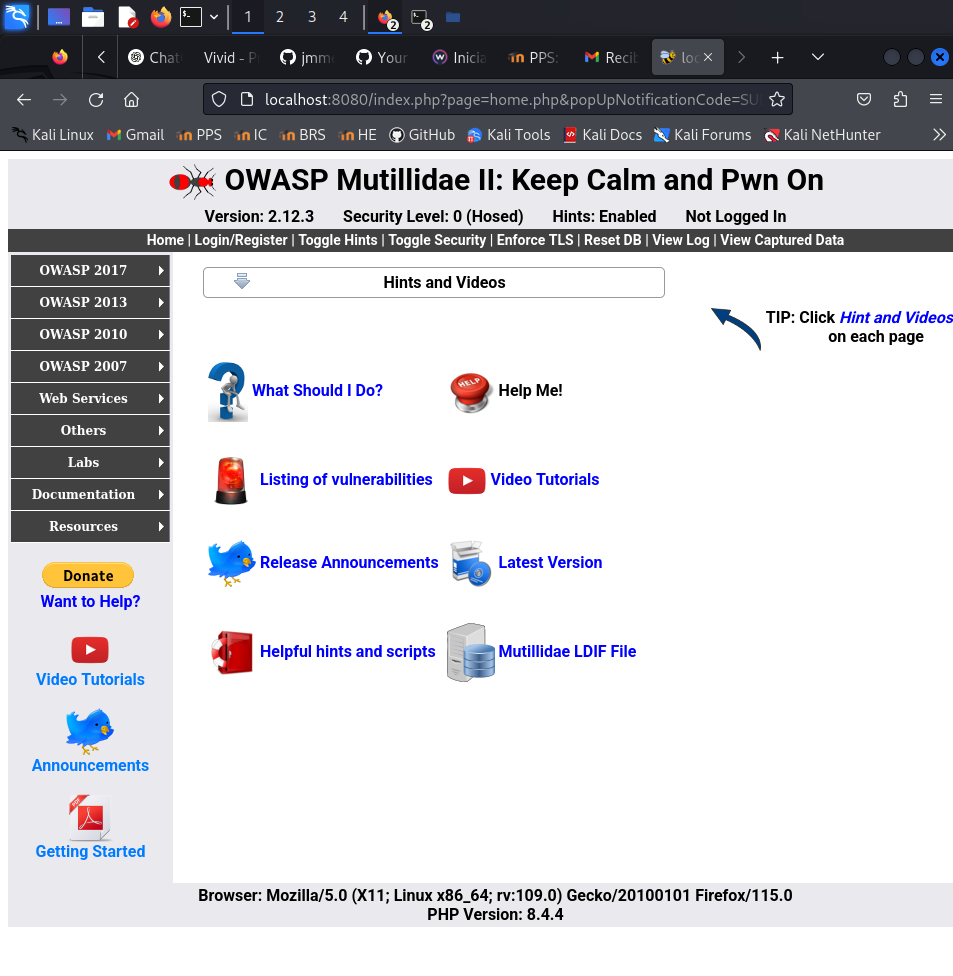 1 2 3 4 2 2
Chat Vivid - P jmm Your Inicia PPS: Recib loc
localhost:8080/index.php?page=home.php&popUpNotificationCode=SU
Kali Linux Gmail PPS IC BRS HE GitHub Kali Tools Kali Docs Kali Forums Kali NetHunter
OWASP Mutillidae II: Keep Calm and Pwn On
Version: 2.12.3 Security Level: 0 (Hosed) Hints: Enabled Not Logged In
Home | Login/Register | Toggle Hints | Toggle Security | Enforce TLS | Reset DB | View Log | View Captured Data
OWASP 2017
OWASP 2013
OWASP 2010
OWASP 2007
Web Services
Others
Labs
Documentation
Resources
Donate
Want to Help?
Video Tutorials
Announcements
PDF
Getting Started
Hints and Videos
TIP: Click Hint and Videos
on each page
What Should I Do?
HELP
Help Me!
Listing of vulnerabilities
Video Tutorials
Release Announcements
Latest Version
Helpful hints and scripts
Mutillidae LDIF File
Browser: Mozilla/5.0 (X11; Linux x86_64; rv:109.0) Gecko/20100101 Firefox/115.0
PHP Version: 8.4.4